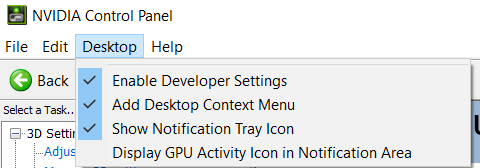 NVIDIA Control Panel
File Edit Desktop Help
Back
Enable Developer Settings
Add Desktop Context Menu
Show Notification Tray Icon
Display GPU Activity Icon in Notification Area
Select a Task...
3D Setti
Adjus